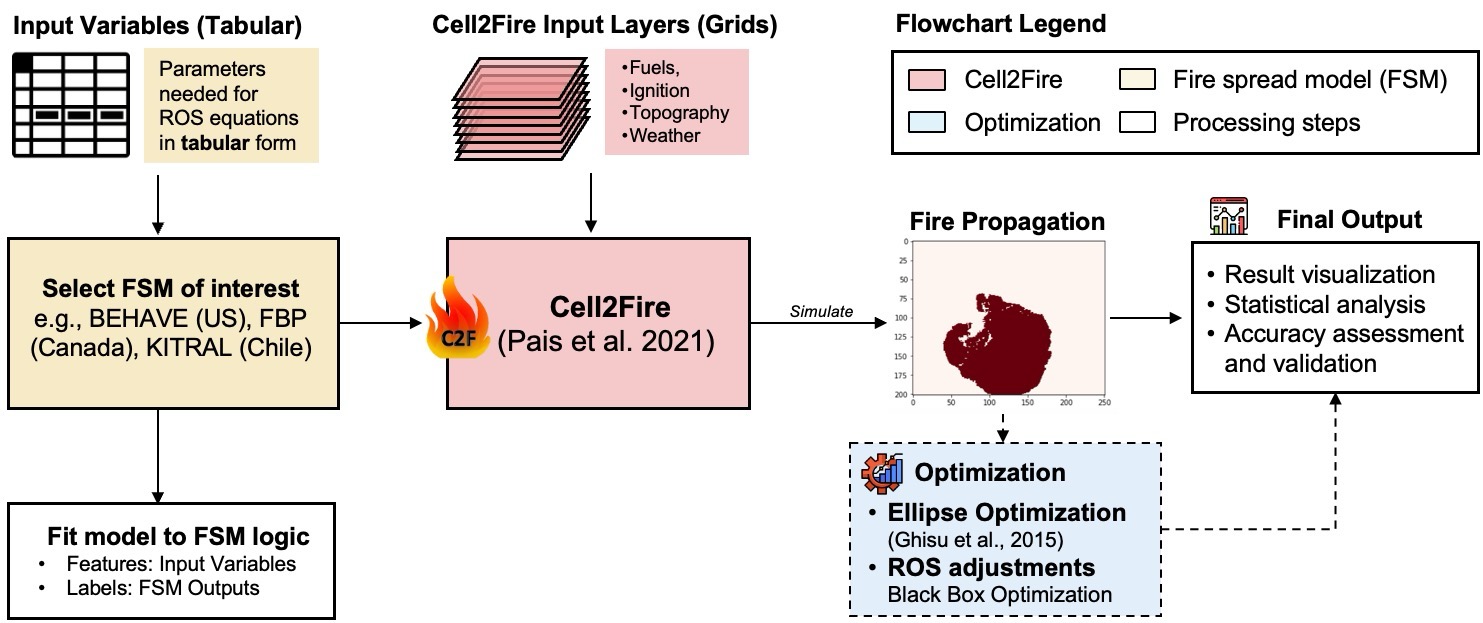 Input Variables (Tabular)
Parameters
needed for
ROS equations
in tabular form
Cell2Fire Input Layers (Grids)
•Fuels,
•Ignition
•Topography
•Weather
Flowchart Legend
Cell2Fire
Fire spread model (FSM)
Optimization
Processing steps
Select FSM of interest
e.g., BEHAVE (US), FBP
(Canada), KITRAL (Chile)
C2F
Cell2Fire
(Pais et al. 2021)
Simulate
Fire Propagation
0
25
50
75
100
125
150
175
200
0
50
100
150
200
250
Final Output
• Result visualization
• Statistical analysis
• Accuracy assessment
and validation
Fit model to FSM logic
• Features: Input Variables
• Labels: FSM Outputs
Optimization
• Ellipse Optimization
(Ghisu et al., 2015)
• ROS adjustments
Black Box Optimization